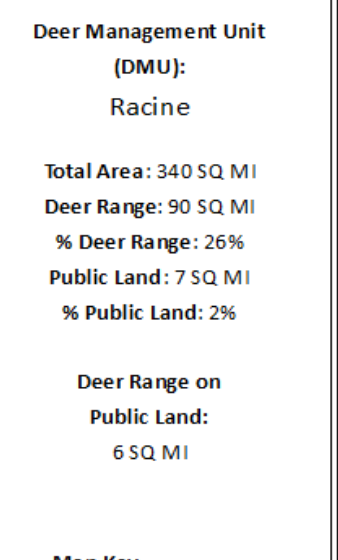 Deer Management Unit
(DMU):
Racine
Total Area: 340 SQ MI
Deer Range: 90 SQ MI
% Deer Range: 26%
Public Land: 7 SQ MI
% Public Land: 2%
Deer Range on
Public Land:
6 SQ MI